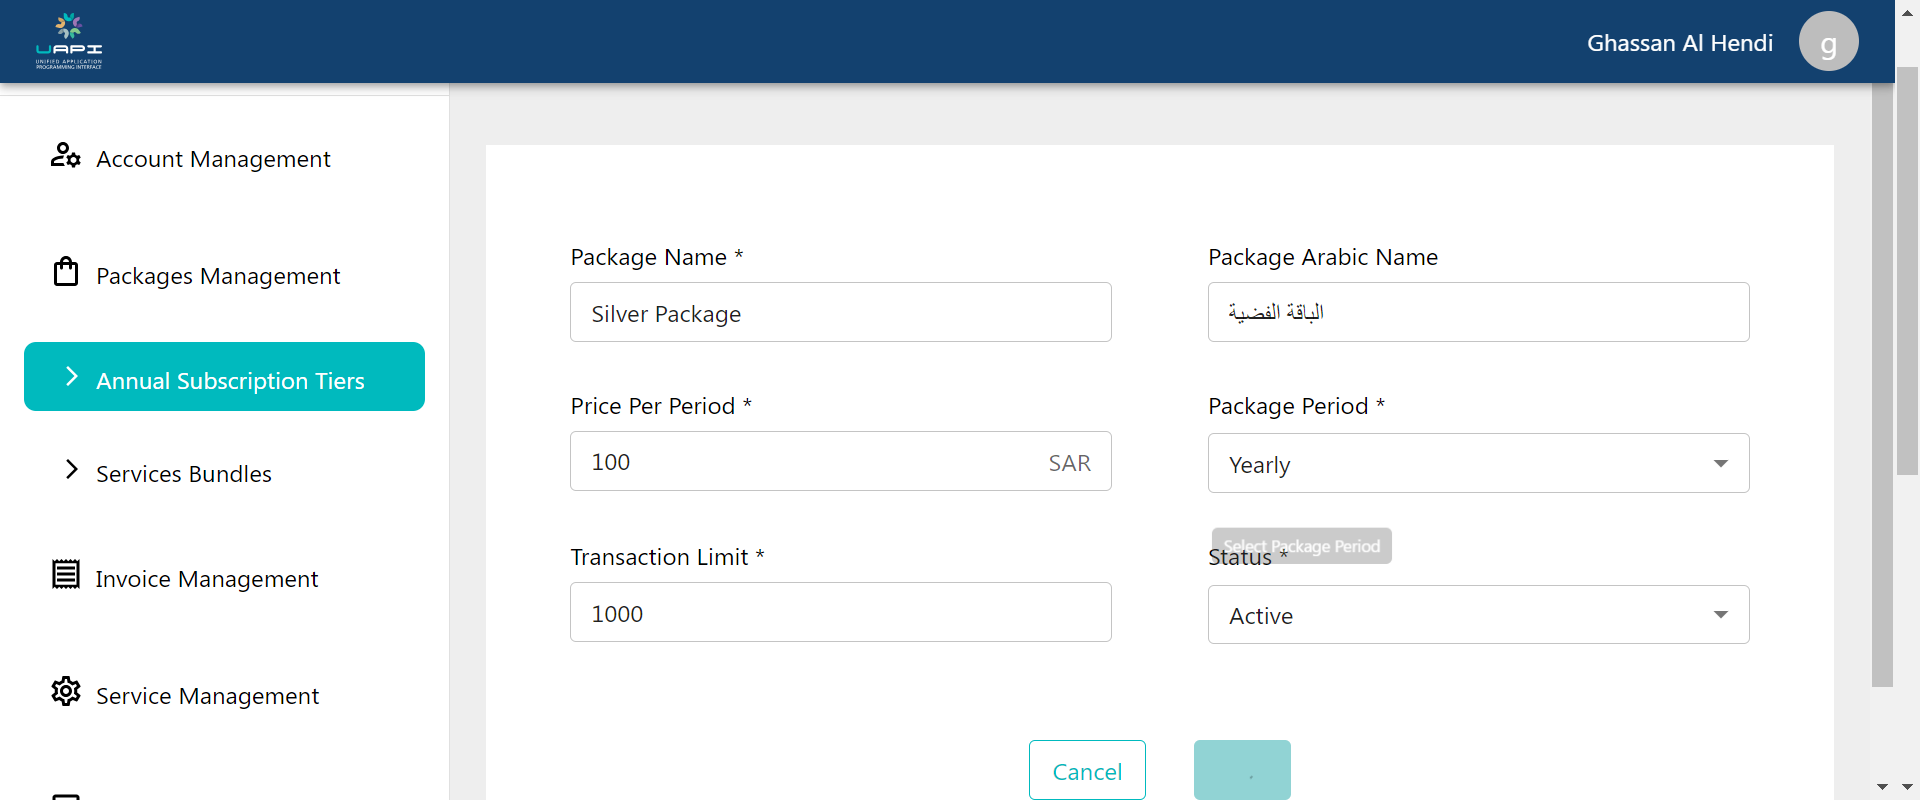 UAPI
UNIFIED APPLICATION
PROGRAMMING INTERFACE
Ghassan Al Hendi
g
Account Management
Packages Management
Annual Subscription Tiers
Services Bundles
Invoice Management
Service Management
Package Name *
Silver Package
Package Arabic Name
الباقة الفضية
Price Per Period *
100 SAR
Package Period *
Yearly
Select Package Period
Transaction Limit *
1000
Status *
Active
Cancel